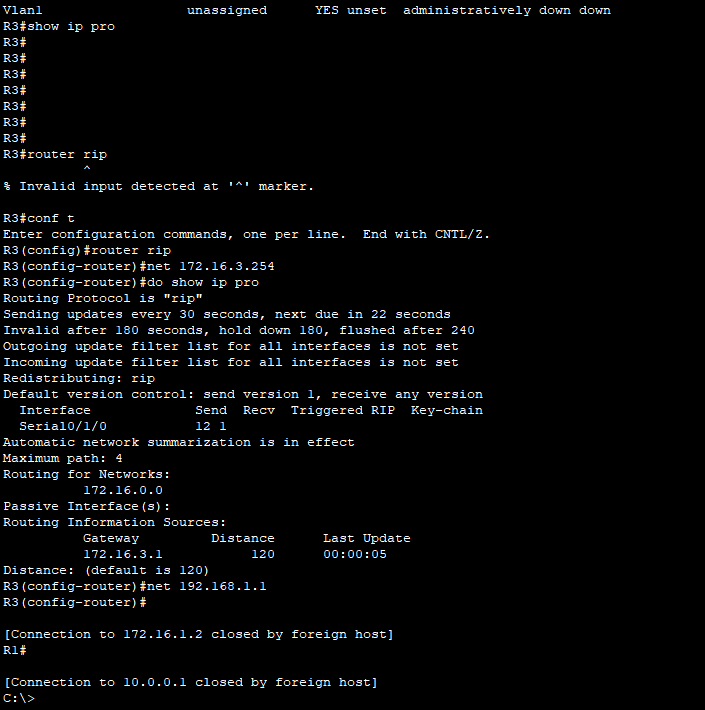 Vlan1                  unassigned      YES unset  administratively down down
R3#show ip pro
R3#
R3#
R3#
R3#
R3#
R3#
R3#
R3#router rip
          ^
% Invalid input detected at '^' marker.

R3#conf t
Enter configuration commands, one per line.  End with CNTL/Z.
R3(config)#router rip
R3(config-router)#net 172.16.3.254
R3(config-router)#do show ip pro
Routing Protocol is "rip"
Sending updates every 30 seconds, next due in 22 seconds
Invalid after 180 seconds, hold down 180, flushed after 240
Outgoing update filter list for all interfaces is not set
Incoming update filter list for all interfaces is not set
Redistributing: rip
Default version control: send version 1, receive any version
  Interface             Send  Recv  Triggered RIP  Key-chain
  Serial0/1/0           12 1
Automatic network summarization is in effect
Maximum path: 4
Routing for Networks:
          172.16.0.0
Passive Interface(s):
Routing Information Sources:
          Gateway         Distance      Last Update
          172.16.3.1           120      00:00:05
Distance: (default is 120)
R3(config-router)#net 192.168.1.1
R3(config-router)#

[Connection to 172.16.1.2 closed by foreign host]
R1#

[Connection to 10.0.0.1 closed by foreign host]
C:\>